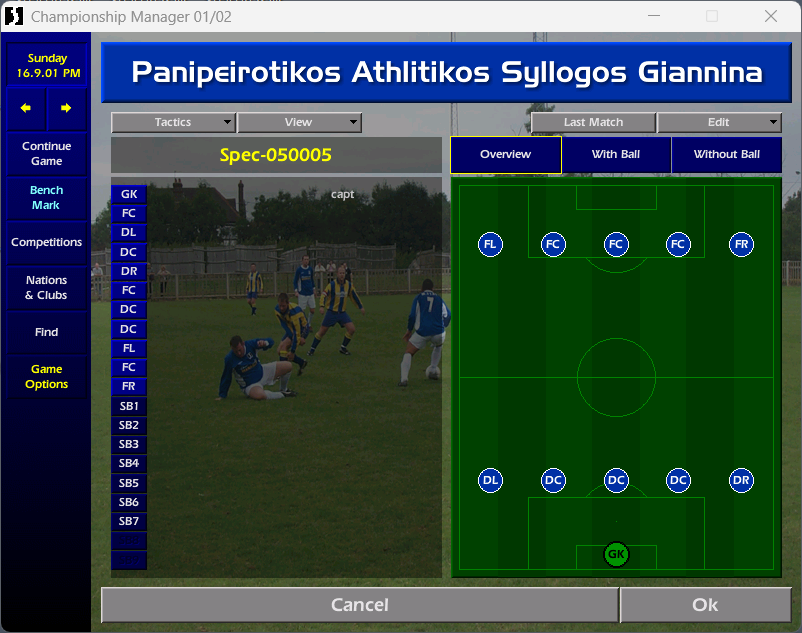 Championship Manager 01/02
Sunday
16.9.01 PM
Panipeirotikos Athlitikos Syllogos Giannina
Continue
Game
Bench
Mark
Competitions
Nations
& Clubs
Find
Game
Options
Tactics
View
Last Match
Edit
Spec-050005
Overview
With Ball
Without Ball
GK
capt
FC
DL
DC
DR
FC
DC
DC
FL
FC
FR
SB1
SB2
SB3
SB4
SB5
SB6
SB7
FL
FC
FC
FC
FR
DL
DC
DC
DC
DR
GK
7
Cancel
Ok